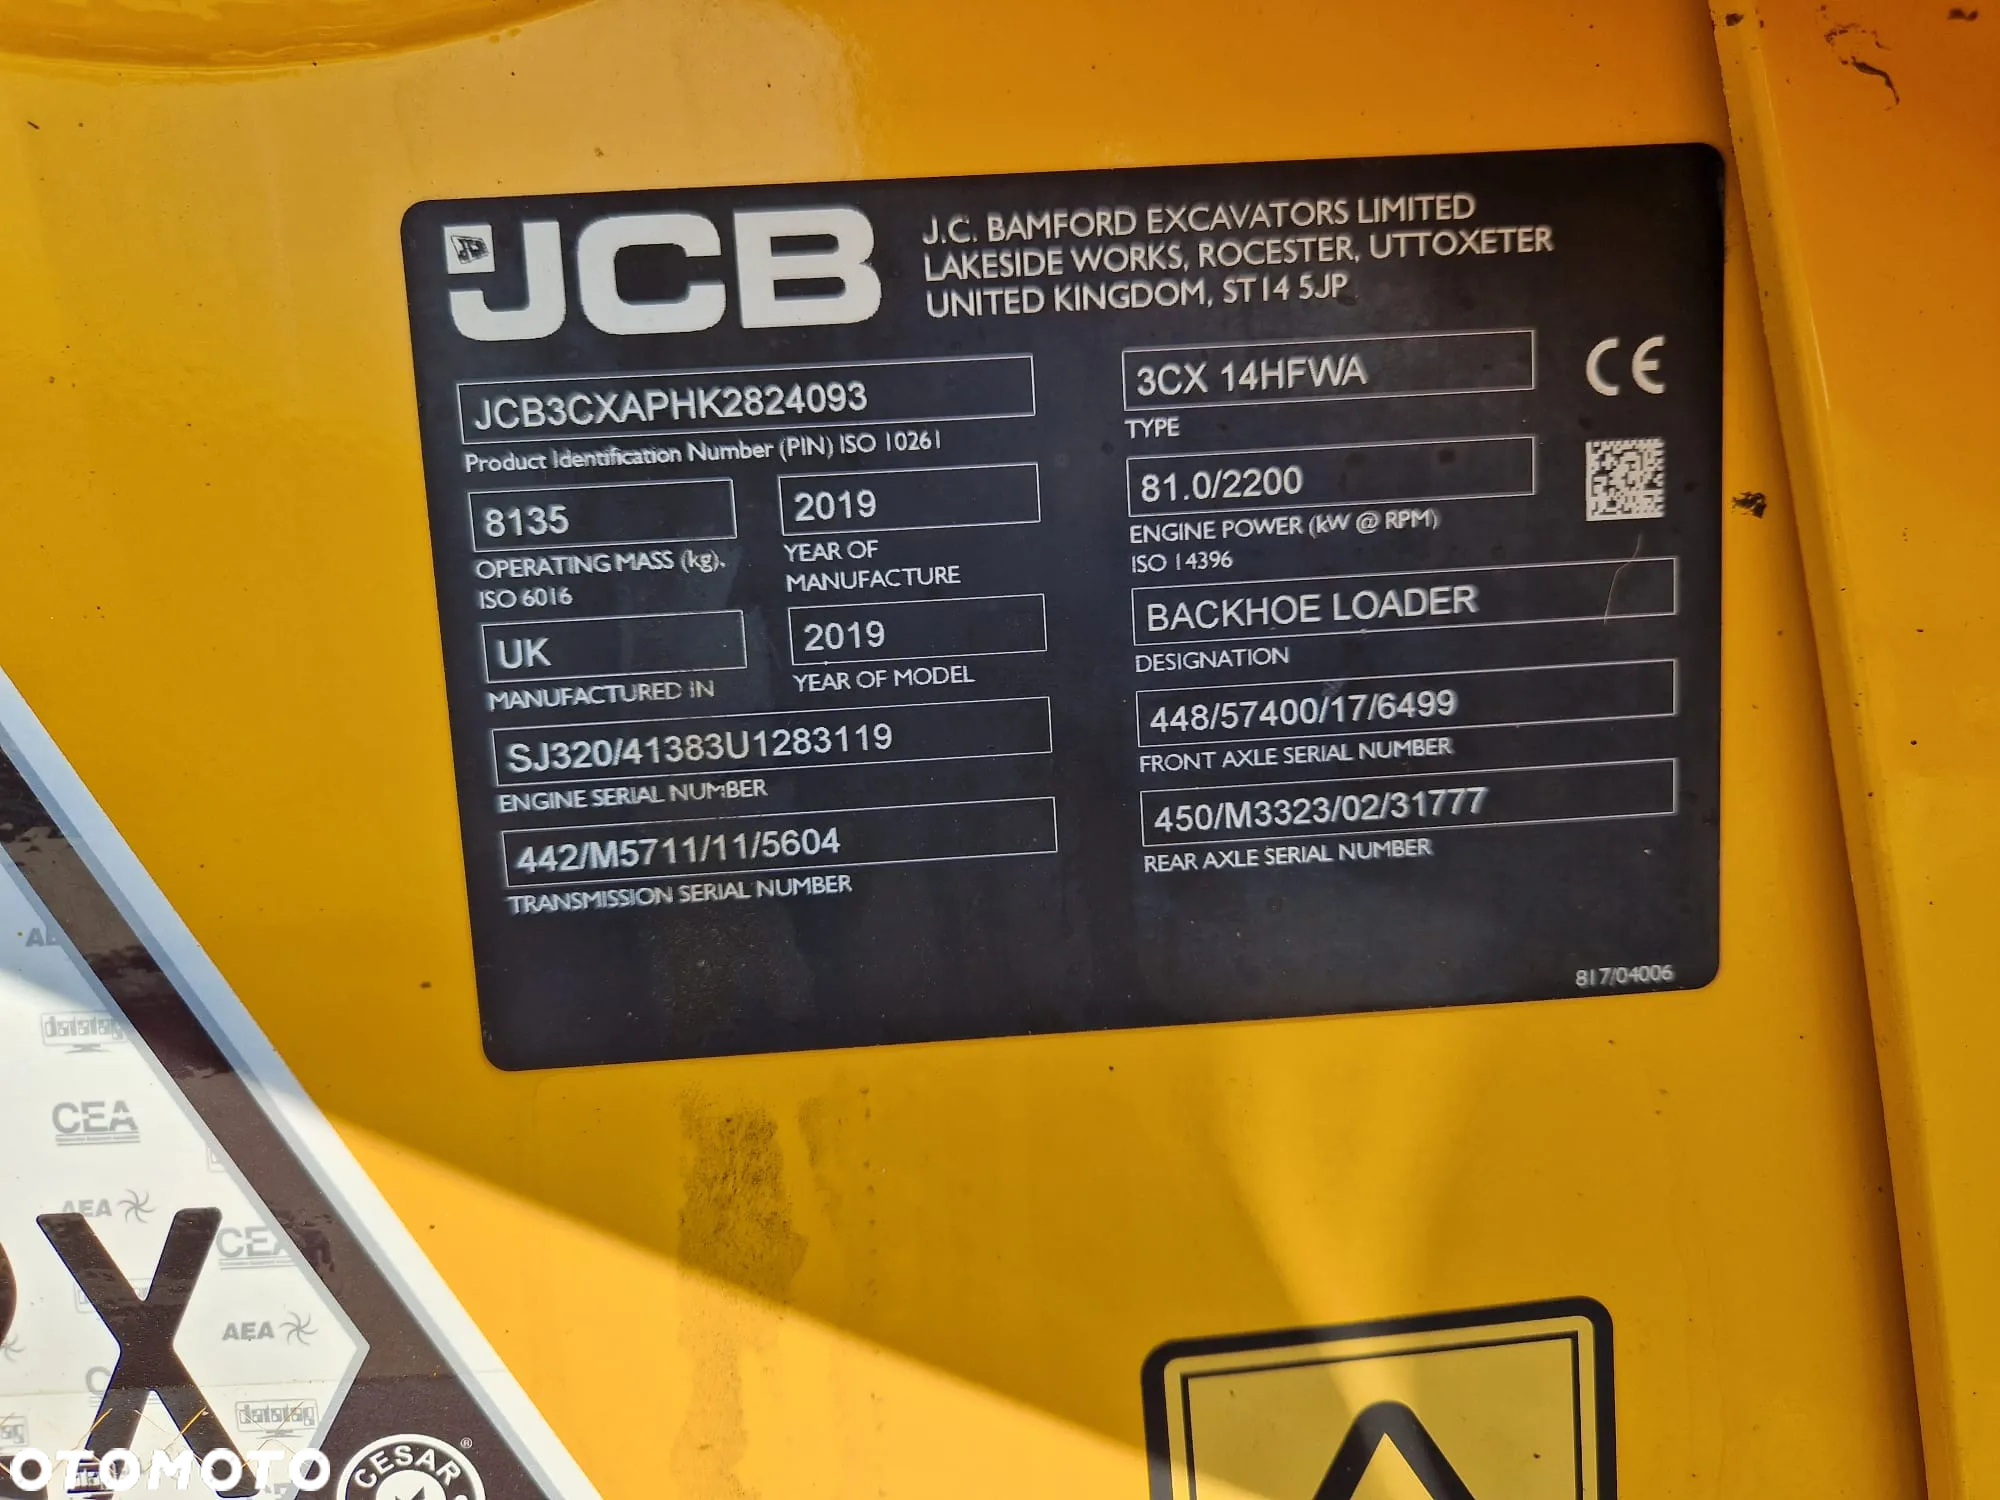 JCB
J.C. BAMFORD EXCAVATORS LIMITED
LAKESIDE WORKS, ROCESTER, UTTOXETER
UNITED KINGDOM, ST14 5JP
JCB3CXAPHK2824093
Product Identification Number (PIN) ISO 10261
8135
OPERATING MASS (kg).
ISO 6016
2019
YEAR OF
MANUFACTURE
UK
MANUFACTURED IN
2019
YEAR OF MODEL
SJ320/41383U1283119
ENGINE SERIAL NUMBER
442/M5711/11/5604
TRANSMISSION SERIAL NUMBER
3CX 14HFWA
TYPE
CE
81.0/2200
ENGINE POWER (kW @ RPM)
ISO 14396
BACKHOE LOADER
DESIGNATION
448/57400/17/6499
FRONT AXLE SERIAL NUMBER
450/M3323/02/31777
REAR AXLE SERIAL NUMBER
817/04006
datatag
CEA
AEA
CEA
AEA
X
datatag
CESAR
®
OTOMOTO